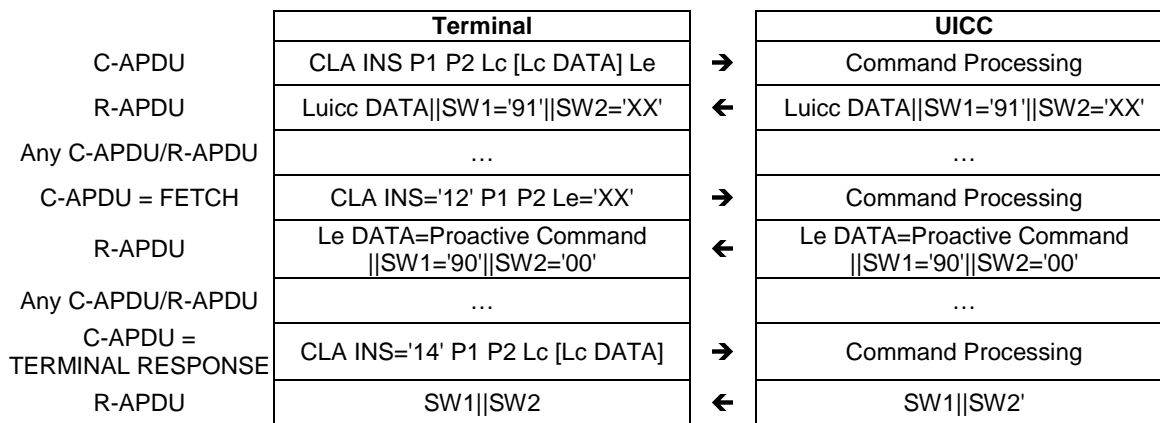 Terminal UICC
C-APDU CLA INS P1 P2 Lc [Lc DATA] Le ➔ Command Processing
R-APDU Luicc DATA||SW1='91'||SW2='XX' 🡸 Luicc DATA||SW1='91'||SW2='XX'
Any C-APDU/R-APDU … …
C-APDU = FETCH CLA INS='12' P1 P2 Le='XX' ➔ Command Processing
R-APDU Le DATA=Proactive Command ||SW1='90'||SW2='00' 🡸 Le DATA=Proactive Command ||SW1='90'||SW2='00'
Any C-APDU/R-APDU … …
C-APDU = TERMINAL RESPONSE CLA INS='14' P1 P2 Lc [Lc DATA] ➔ Command Processing
R-APDU SW1||SW2 🡸 SW1||SW2'